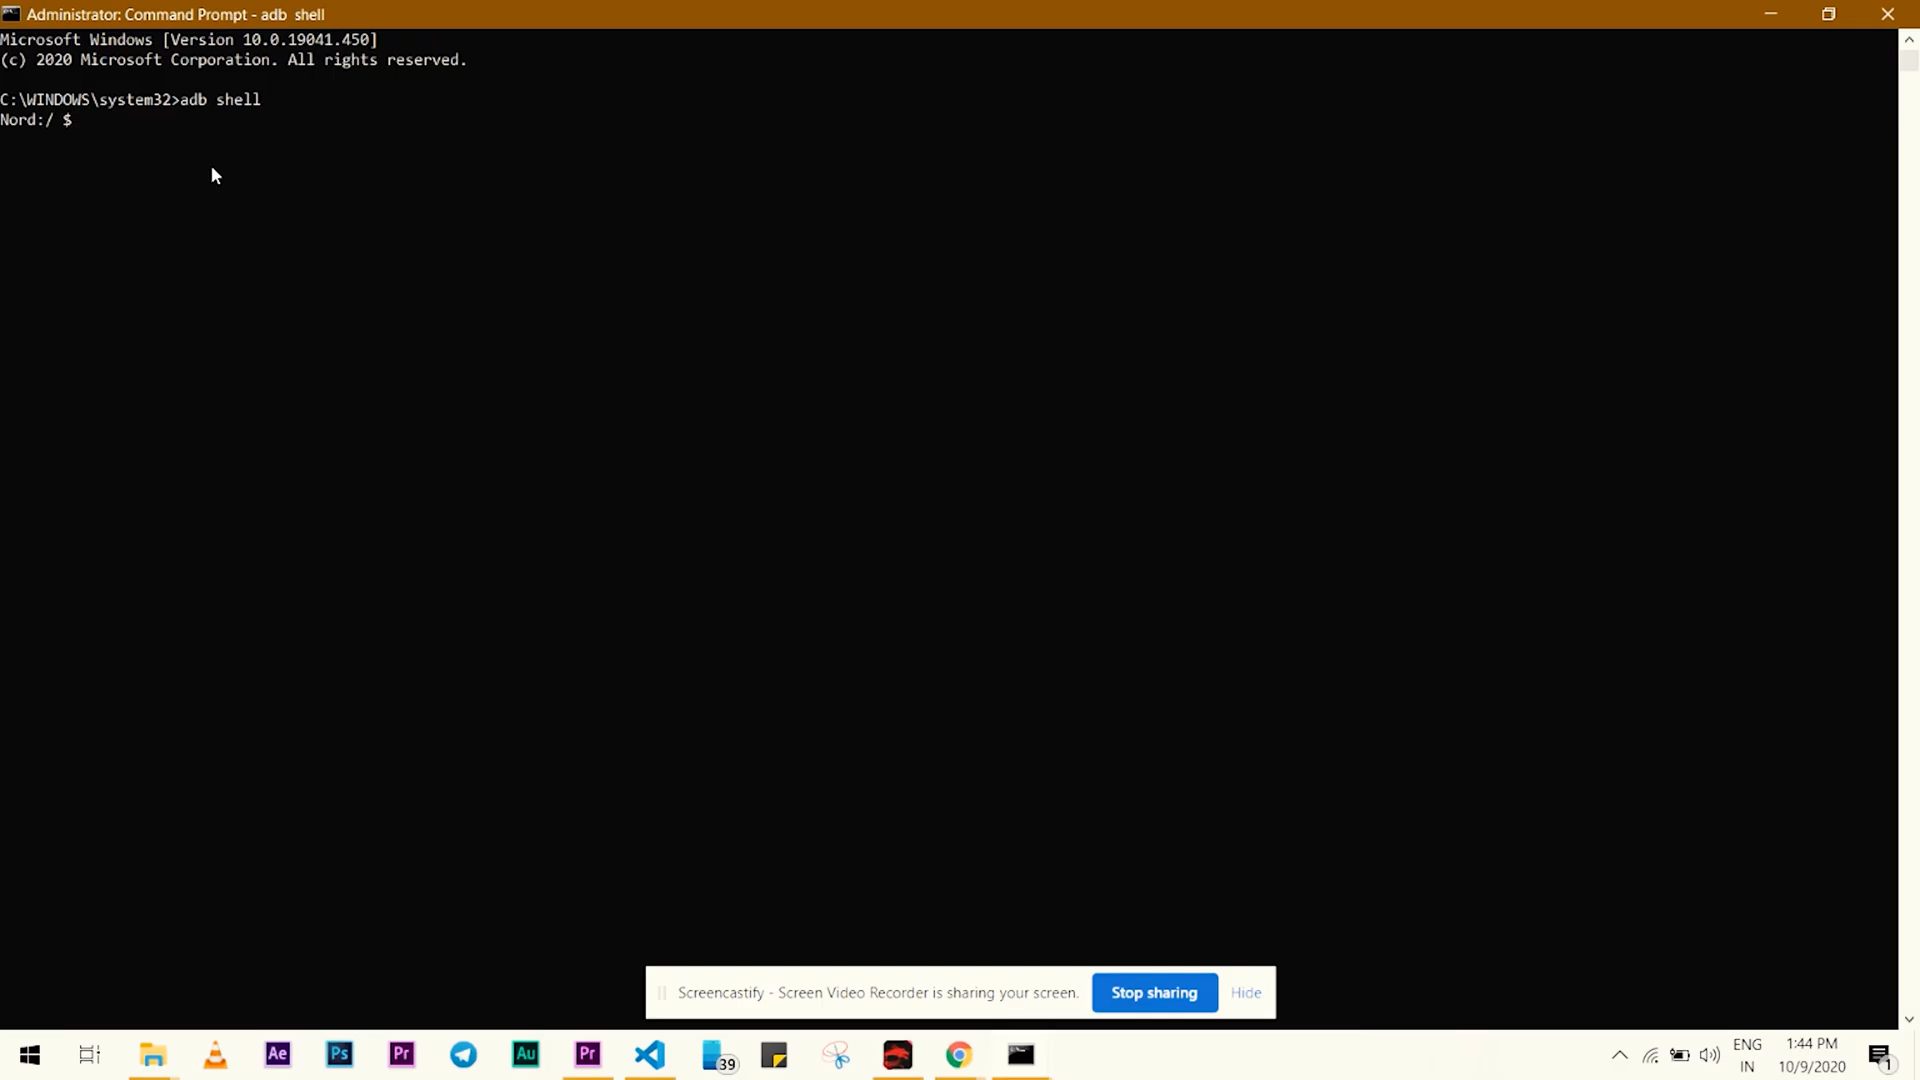 Administrator: Command Prompt - adb  shell
Microsoft Windows [Version 10.0.19041.450]
(c) 2020 Microsoft Corporation. All rights reserved.
C:\WINDOWS\system32>adb shell
Nord:/ $
Screencastify - Screen Video Recorder is sharing your screen.
Stop sharing
Hide
Ae
Ps
Pr
Au
Pr
39
ENG
IN
1:44 PM
10/9/2020
1